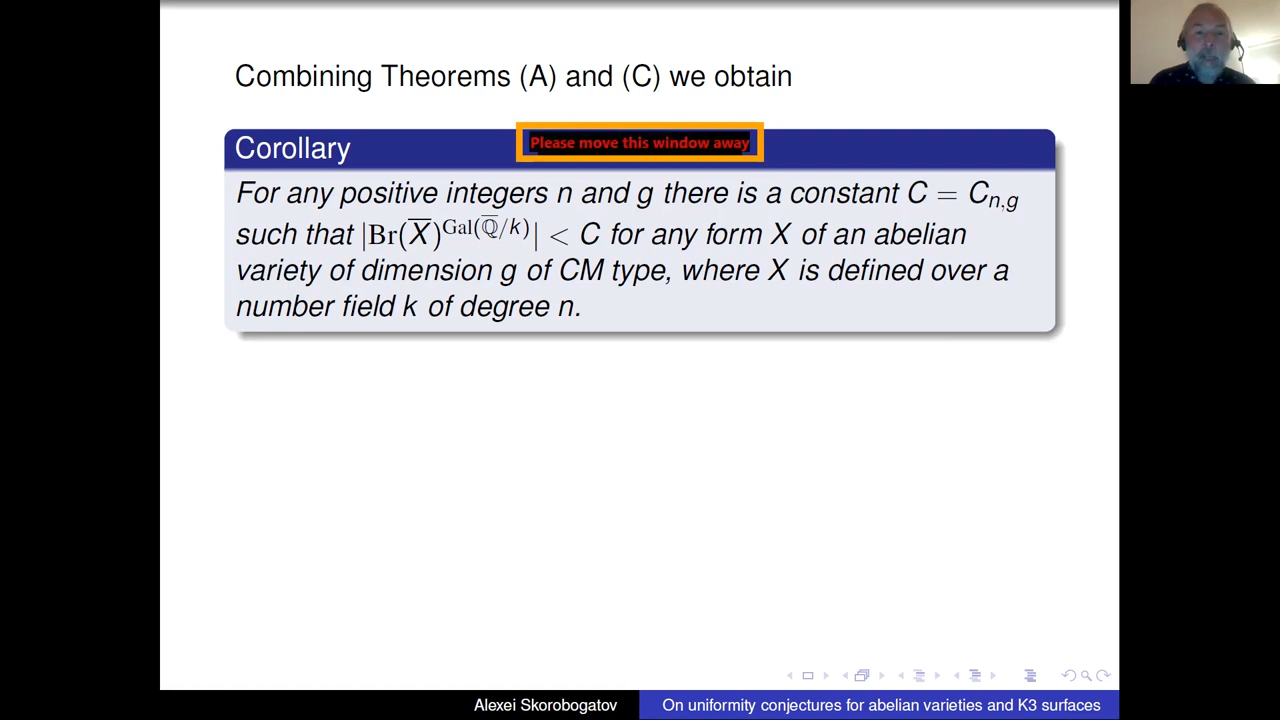 Combining Theorems (A) and (C) we obtain
Corollary
Please move this window away
For any positive integers n and g there is a constant C = C_{n,g}
such that |Br(X̅)^{Gal(ℚ̅/k)}| < C for any form X of an abelian
variety of dimension g of CM type, where X is defined over a
number field k of degree n.
Alexei Skorobogatov
On uniformity conjectures for abelian varieties and K3 surfaces